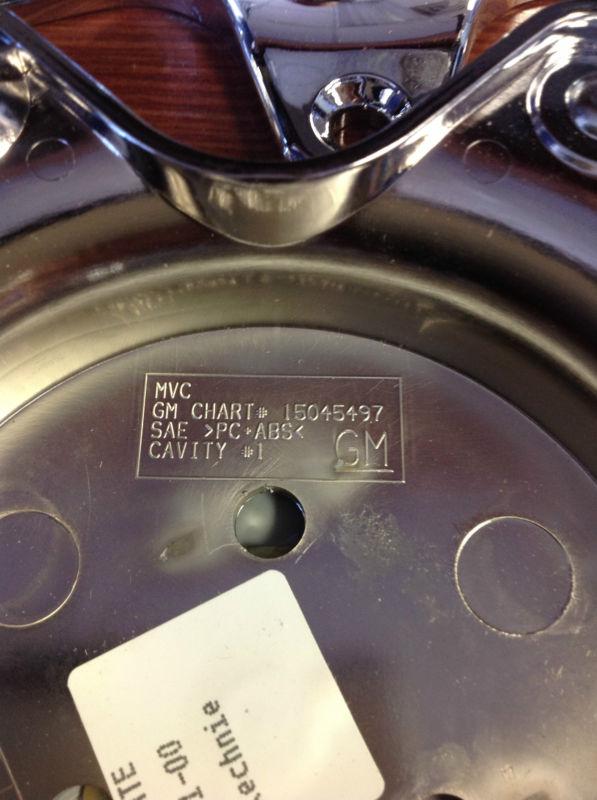 MVC
GM CHART# 15045497
SAE >PC+ABS<
CAVITY #1
GM